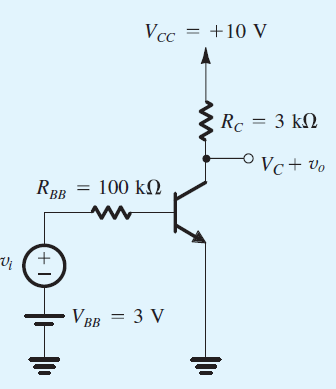 V_CC = +10 V
R_C = 3 kΩ
V_C + v_o
R_BB = 100 kΩ
v_i
+
V_BB = 3 V